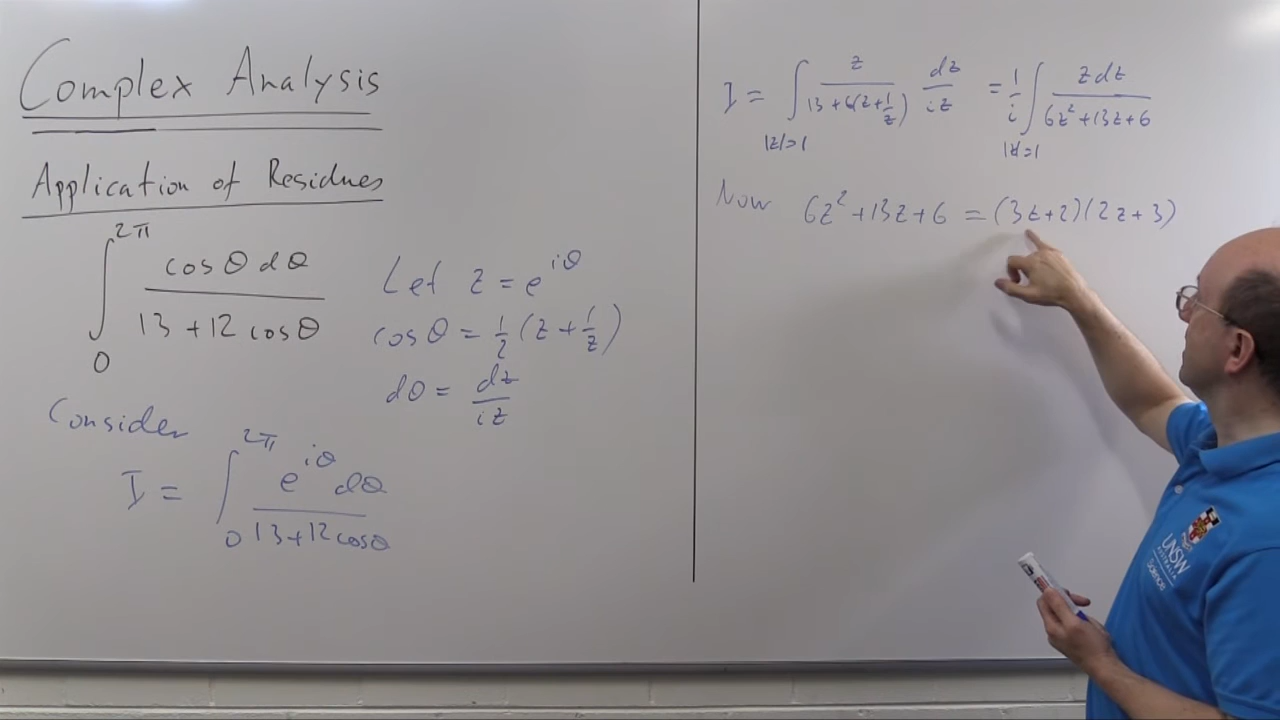 Complex Analysis
Application of Residues
∫₀^{2π} cos θ dθ / (13 + 12 cos θ)
Let z = e^{iθ}
cos θ = 1/2 (z + 1/z)
dθ = dz / iz
Consider
I = ∫₀^{2π} e^{iθ} dθ / (13 + 12 cos θ)
I = ∫_{|z|=1} z / (13 + 6(z + 1/z)) dz / iz = 1/i ∫_{|z|=1} z dz / (6z² + 13z + 6)
Now 6z² + 13z + 6 = (3z + 2)(2z + 3)
UNSW
AUSTRALIA
Science